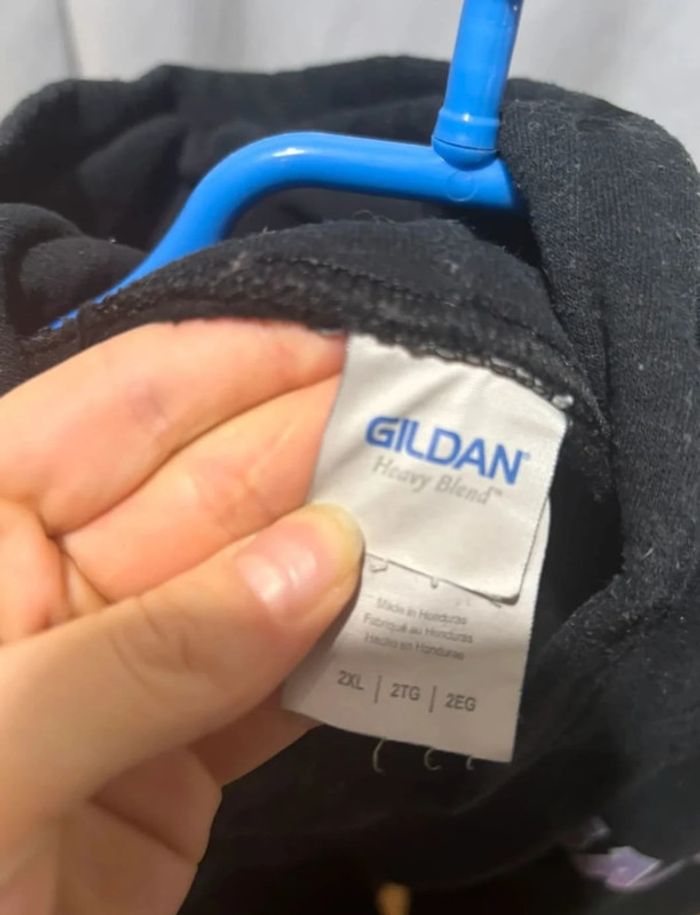 GILDAN®
Heavy Blend™
Made in Honduras
Fabriqué au Honduras
Hecho en Honduras
2XL | 2TG | 2EG